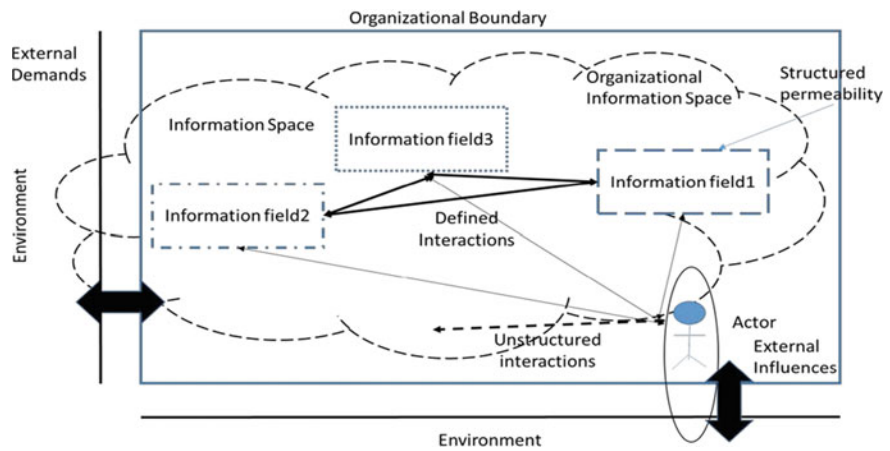 Organizational Boundary
External
Demands
Organizational
Information Space
Structured
permeability
Information Space
Information field3
Information field1
Information field2
Defined
Interactions
Environment
Unstructured
interactions
Actor
External
Influences
Environment